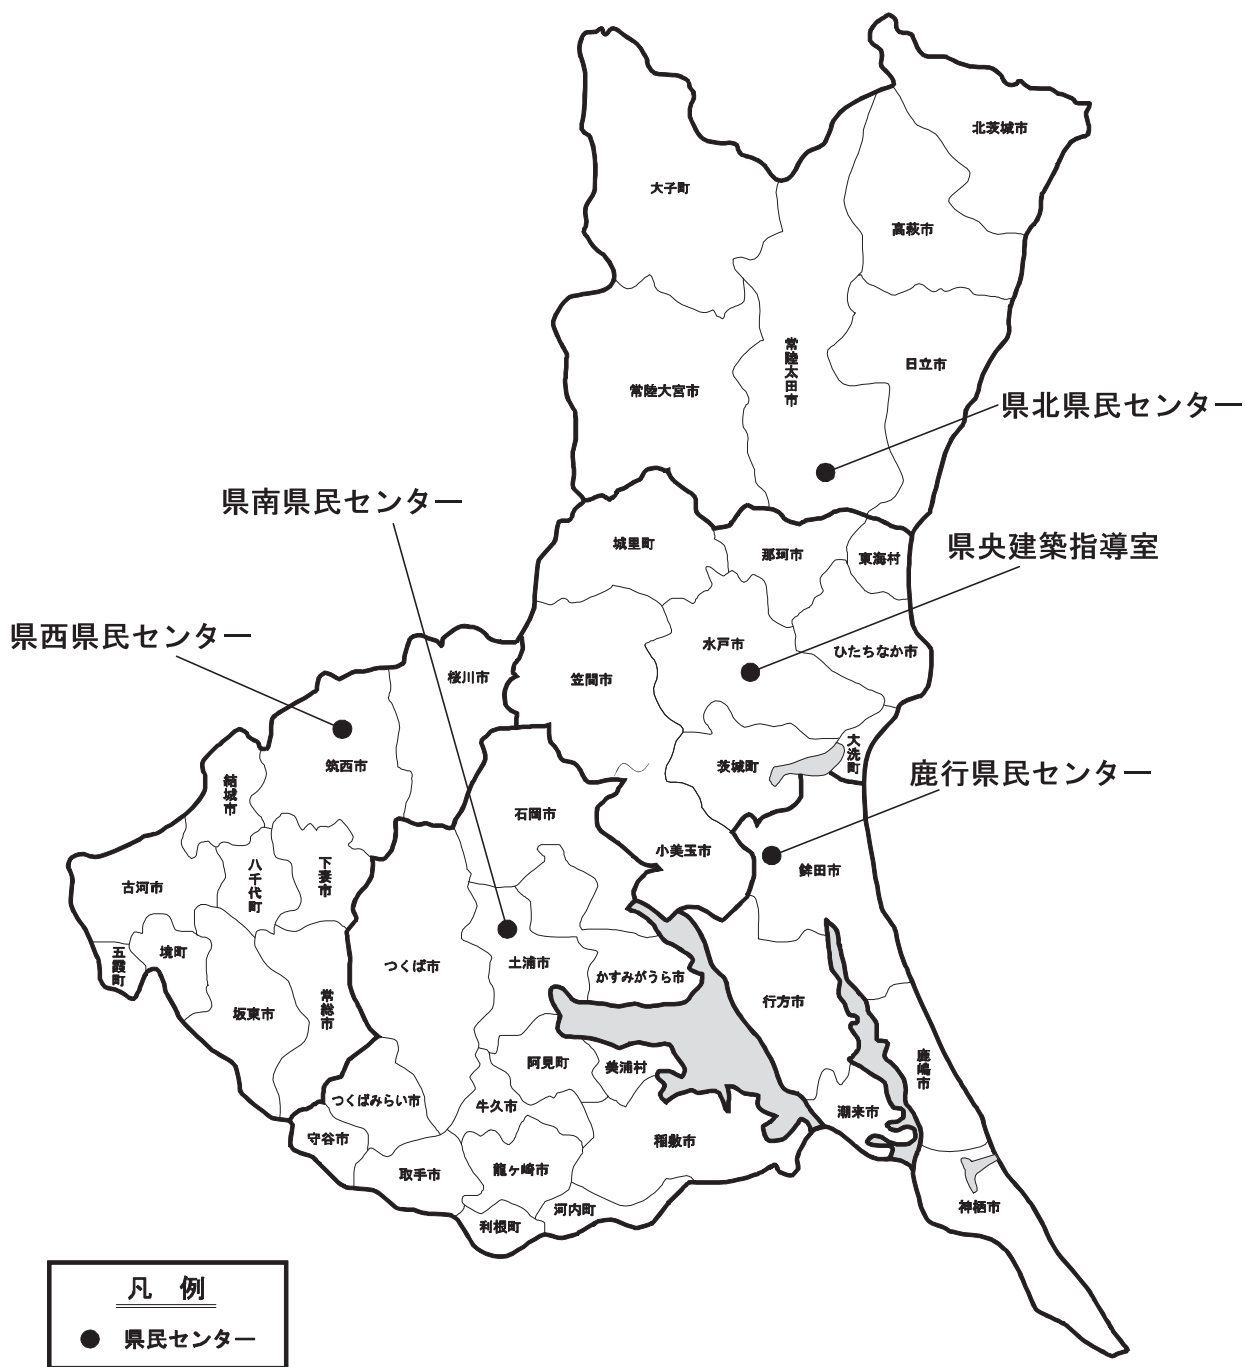 北茨城市
大子町
高萩市
常陸太田市
日立市
常陸大宮市
県北県民センター
県南県民センター
城里町
那珂市
東海村
県央建築指導室
県西県民センター
水戸市
ひたちなか市
桜川市
笠間市
大洗町
筑西市
茨城町
鹿行県民センター
結城市
石岡市
小美玉市
鉾田市
古河市
八千代町
下妻市
五霞町
境町
つくば市
土浦市
かすみがうら市
行方市
坂東市
常総市
阿見町
美浦村
鹿嶋市
つくばみらい市
牛久市
潮来市
守谷市
稲敷市
取手市
龍ヶ崎市
利根町
河内町
神栖市
凡 例
県民センター